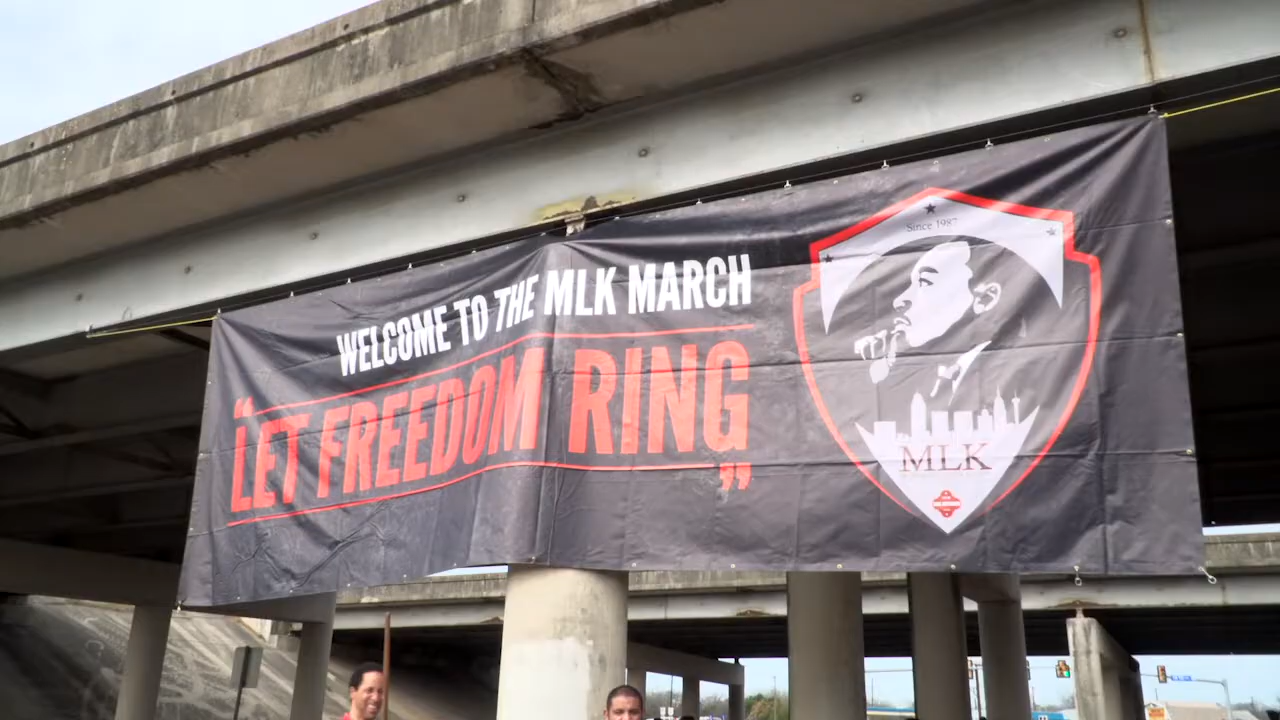 WELCOME TO THE MLK MARCH
“LET FREEDOM RING”
Since 1987
MLK